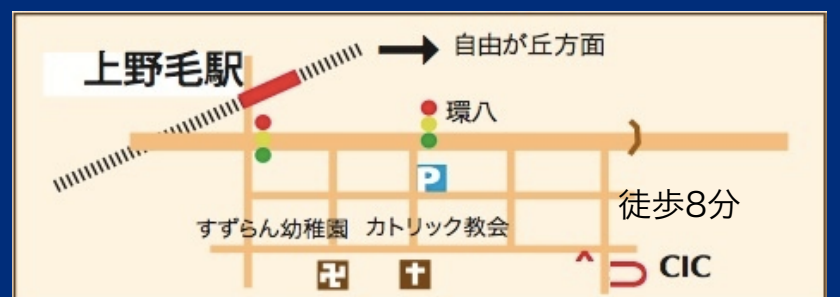 上野毛駅
自由が丘方面
環八
P
徒歩8分
すずらん幼稚園
カトリック教会
CIC